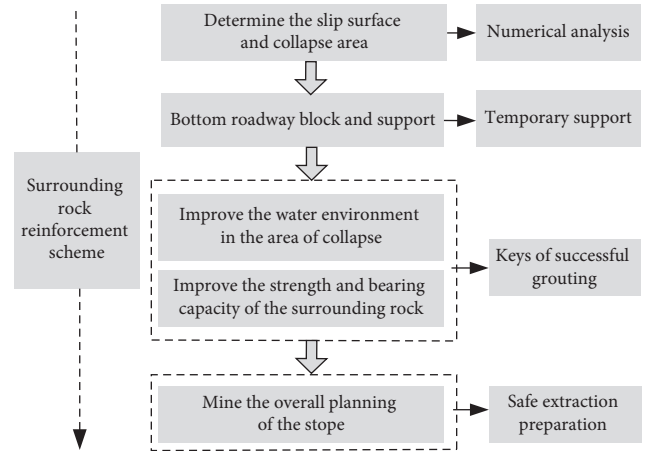 Determine the slip surface
and collapse area
Numerical analysis
Bottom roadway block and support
Temporary support
Surrounding
rock
reinforcement
scheme
Improve the water environment
in the area of collapse
Improve the strength and bearing
capacity of the surrounding rock
Keys of successful
grouting
Mine the overall planning
of the stope
Safe extraction
preparation